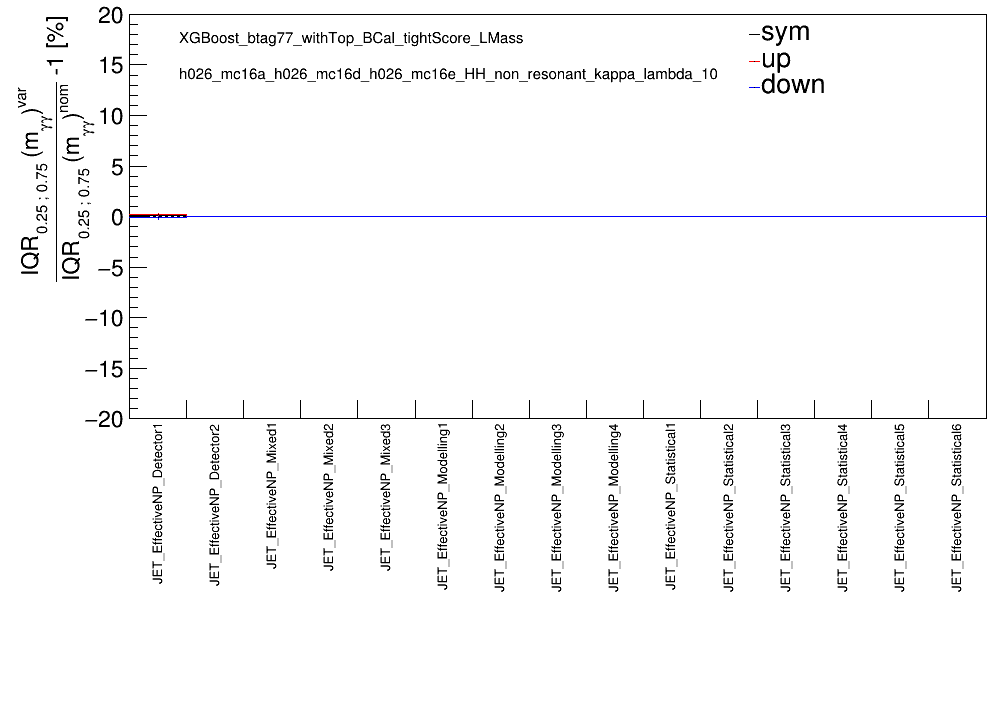 XGBoost_btag77_withTop_BCal_tightScore_LMass
h026_mc16a_h026_mc16d_h026_mc16e_HH_non_resonant_kappa_lambda_10
sym
up
down
IQR0.25 ; 0.75 (mγγ)var
IQR0.25 ; 0.75 (mγγ)nom
-1 [%]
20
15
10
5
0
−5
−10
−15
−20
JET_EffectiveNP_Detector1
JET_EffectiveNP_Detector2
JET_EffectiveNP_Mixed1
JET_EffectiveNP_Mixed2
JET_EffectiveNP_Mixed3
JET_EffectiveNP_Modelling1
JET_EffectiveNP_Modelling2
JET_EffectiveNP_Modelling3
JET_EffectiveNP_Modelling4
JET_EffectiveNP_Statistical1
JET_EffectiveNP_Statistical2
JET_EffectiveNP_Statistical3
JET_EffectiveNP_Statistical4
JET_EffectiveNP_Statistical5
JET_EffectiveNP_Statistical6